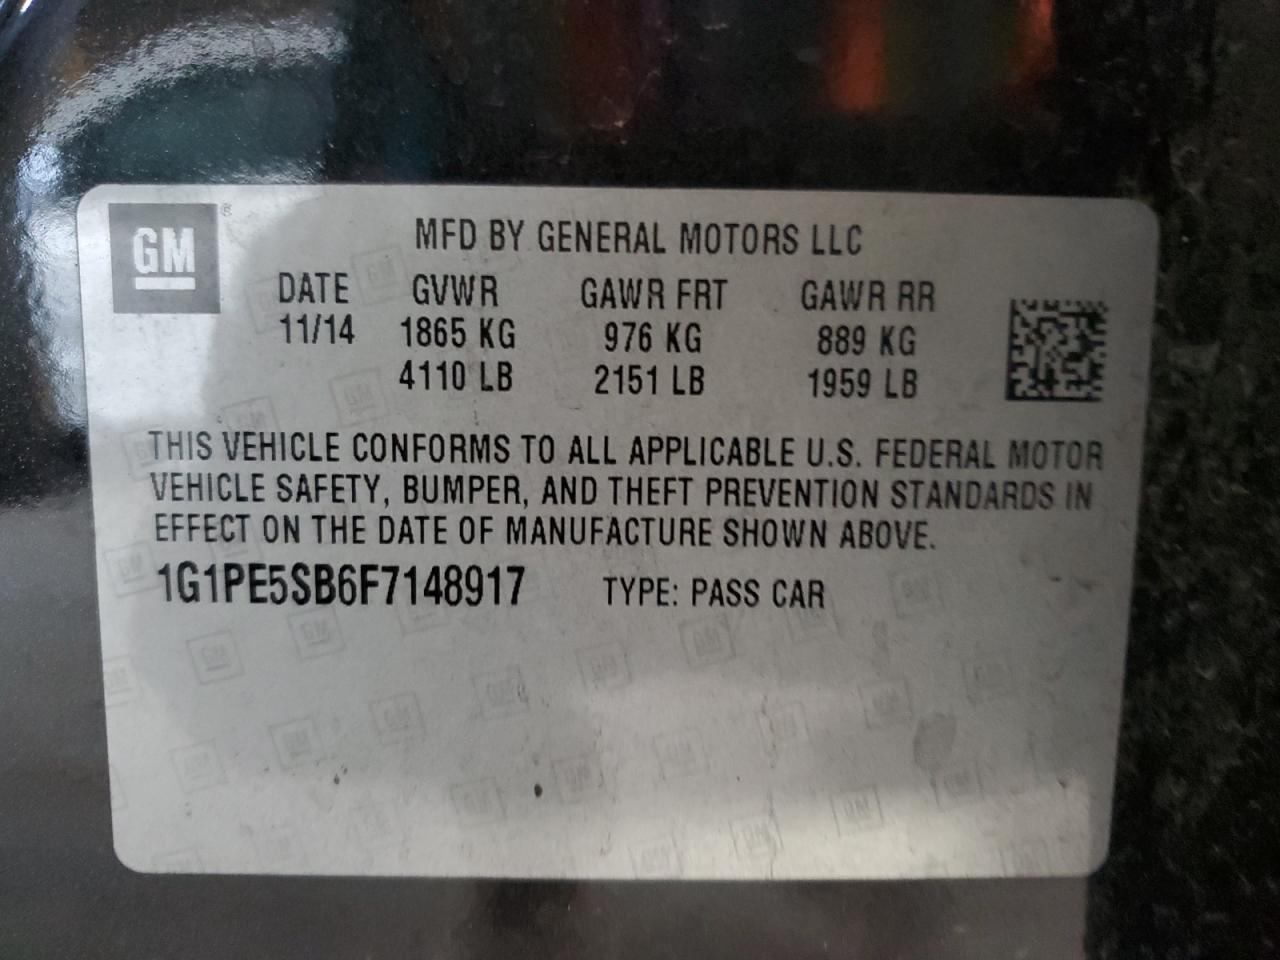 GM ®
MFD BY GENERAL MOTORS LLC
DATE GVWR GAWR FRT GAWR RR
11/14 1865 KG 976 KG 889 KG
4110 LB 2151 LB 1959 LB
THIS VEHICLE CONFORMS TO ALL APPLICABLE U.S. FEDERAL MOTOR
VEHICLE SAFETY, BUMPER, AND THEFT PREVENTION STANDARDS IN
EFFECT ON THE DATE OF MANUFACTURE SHOWN ABOVE.
1G1PE5SB6F7148917 TYPE: PASS CAR